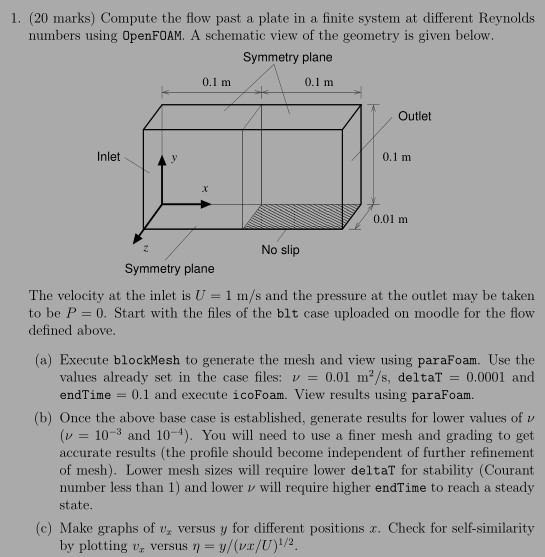 1. (20 marks) Compute the flow past a plate in a finite system at different Reynolds
numbers using OpenFOAM. A schematic view of the geometry is given below.
Symmetry plane
0.1 m
0.1 m
Outlet
Inlet
y
0.1 m
x
0.01 m
z
No slip
Symmetry plane
The velocity at the inlet is U = 1 m/s and the pressure at the outlet may be taken
to be P = 0. Start with the files of the blt case uploaded on moodle for the flow
defined above.
(a) Execute blockMesh to generate the mesh and view using paraFoam. Use the
values already set in the case files: ν = 0.01 m²/s, deltaT = 0.0001 and
endTime = 0.1 and execute icoFoam. View results using paraFoam.
(b) Once the above base case is established, generate results for lower values of ν
(ν = 10⁻³ and 10⁻⁴). You will need to use a finer mesh and grading to get
accurate results (the profile should become independent of further refinement
of mesh). Lower mesh sizes will require lower deltaT for stability (Courant
number less than 1) and lower ν will require higher endTime to reach a steady
state.
(c) Make graphs of vₓ versus y for different positions x. Check for self-similarity
by plotting vₓ versus η = y/(νx/U)^{1/2}.